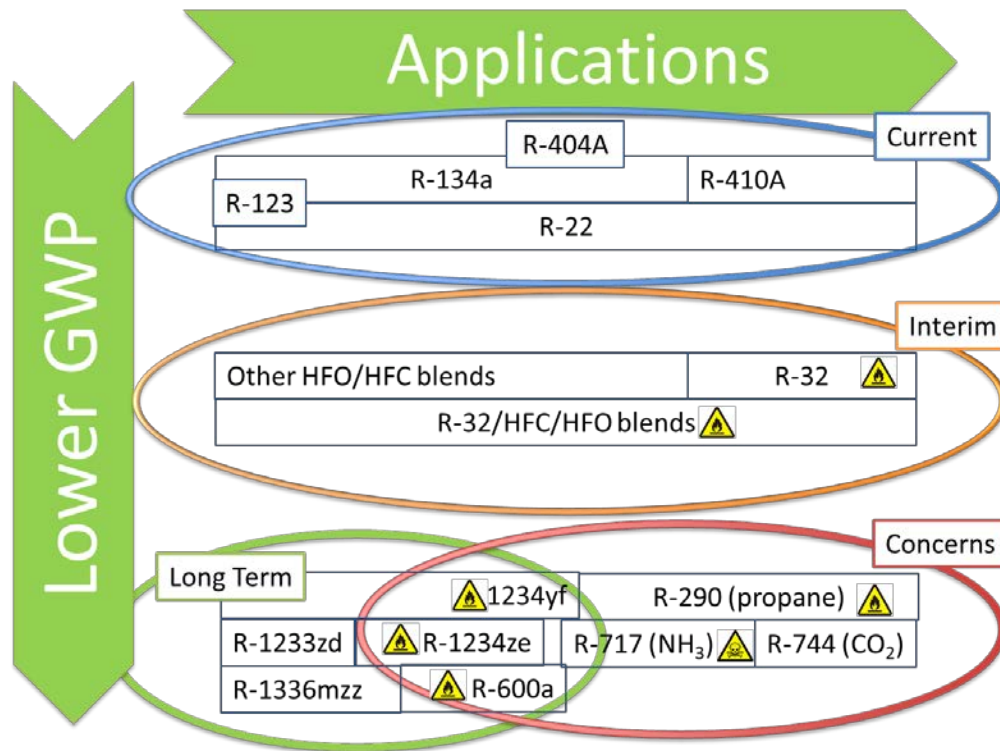 Applications
Lower GWP
Current
R-404A
R-134a
R-410A
R-123
R-22
Interim
Other HFO/HFC blends
R-32
R-32/HFC/HFO blends
Concerns
Long Term
1234yf
R-290 (propane)
R-1233zd
R-1234ze
R-717 (NH₃)
R-744 (CO₂)
R-1336mzz
R-600a